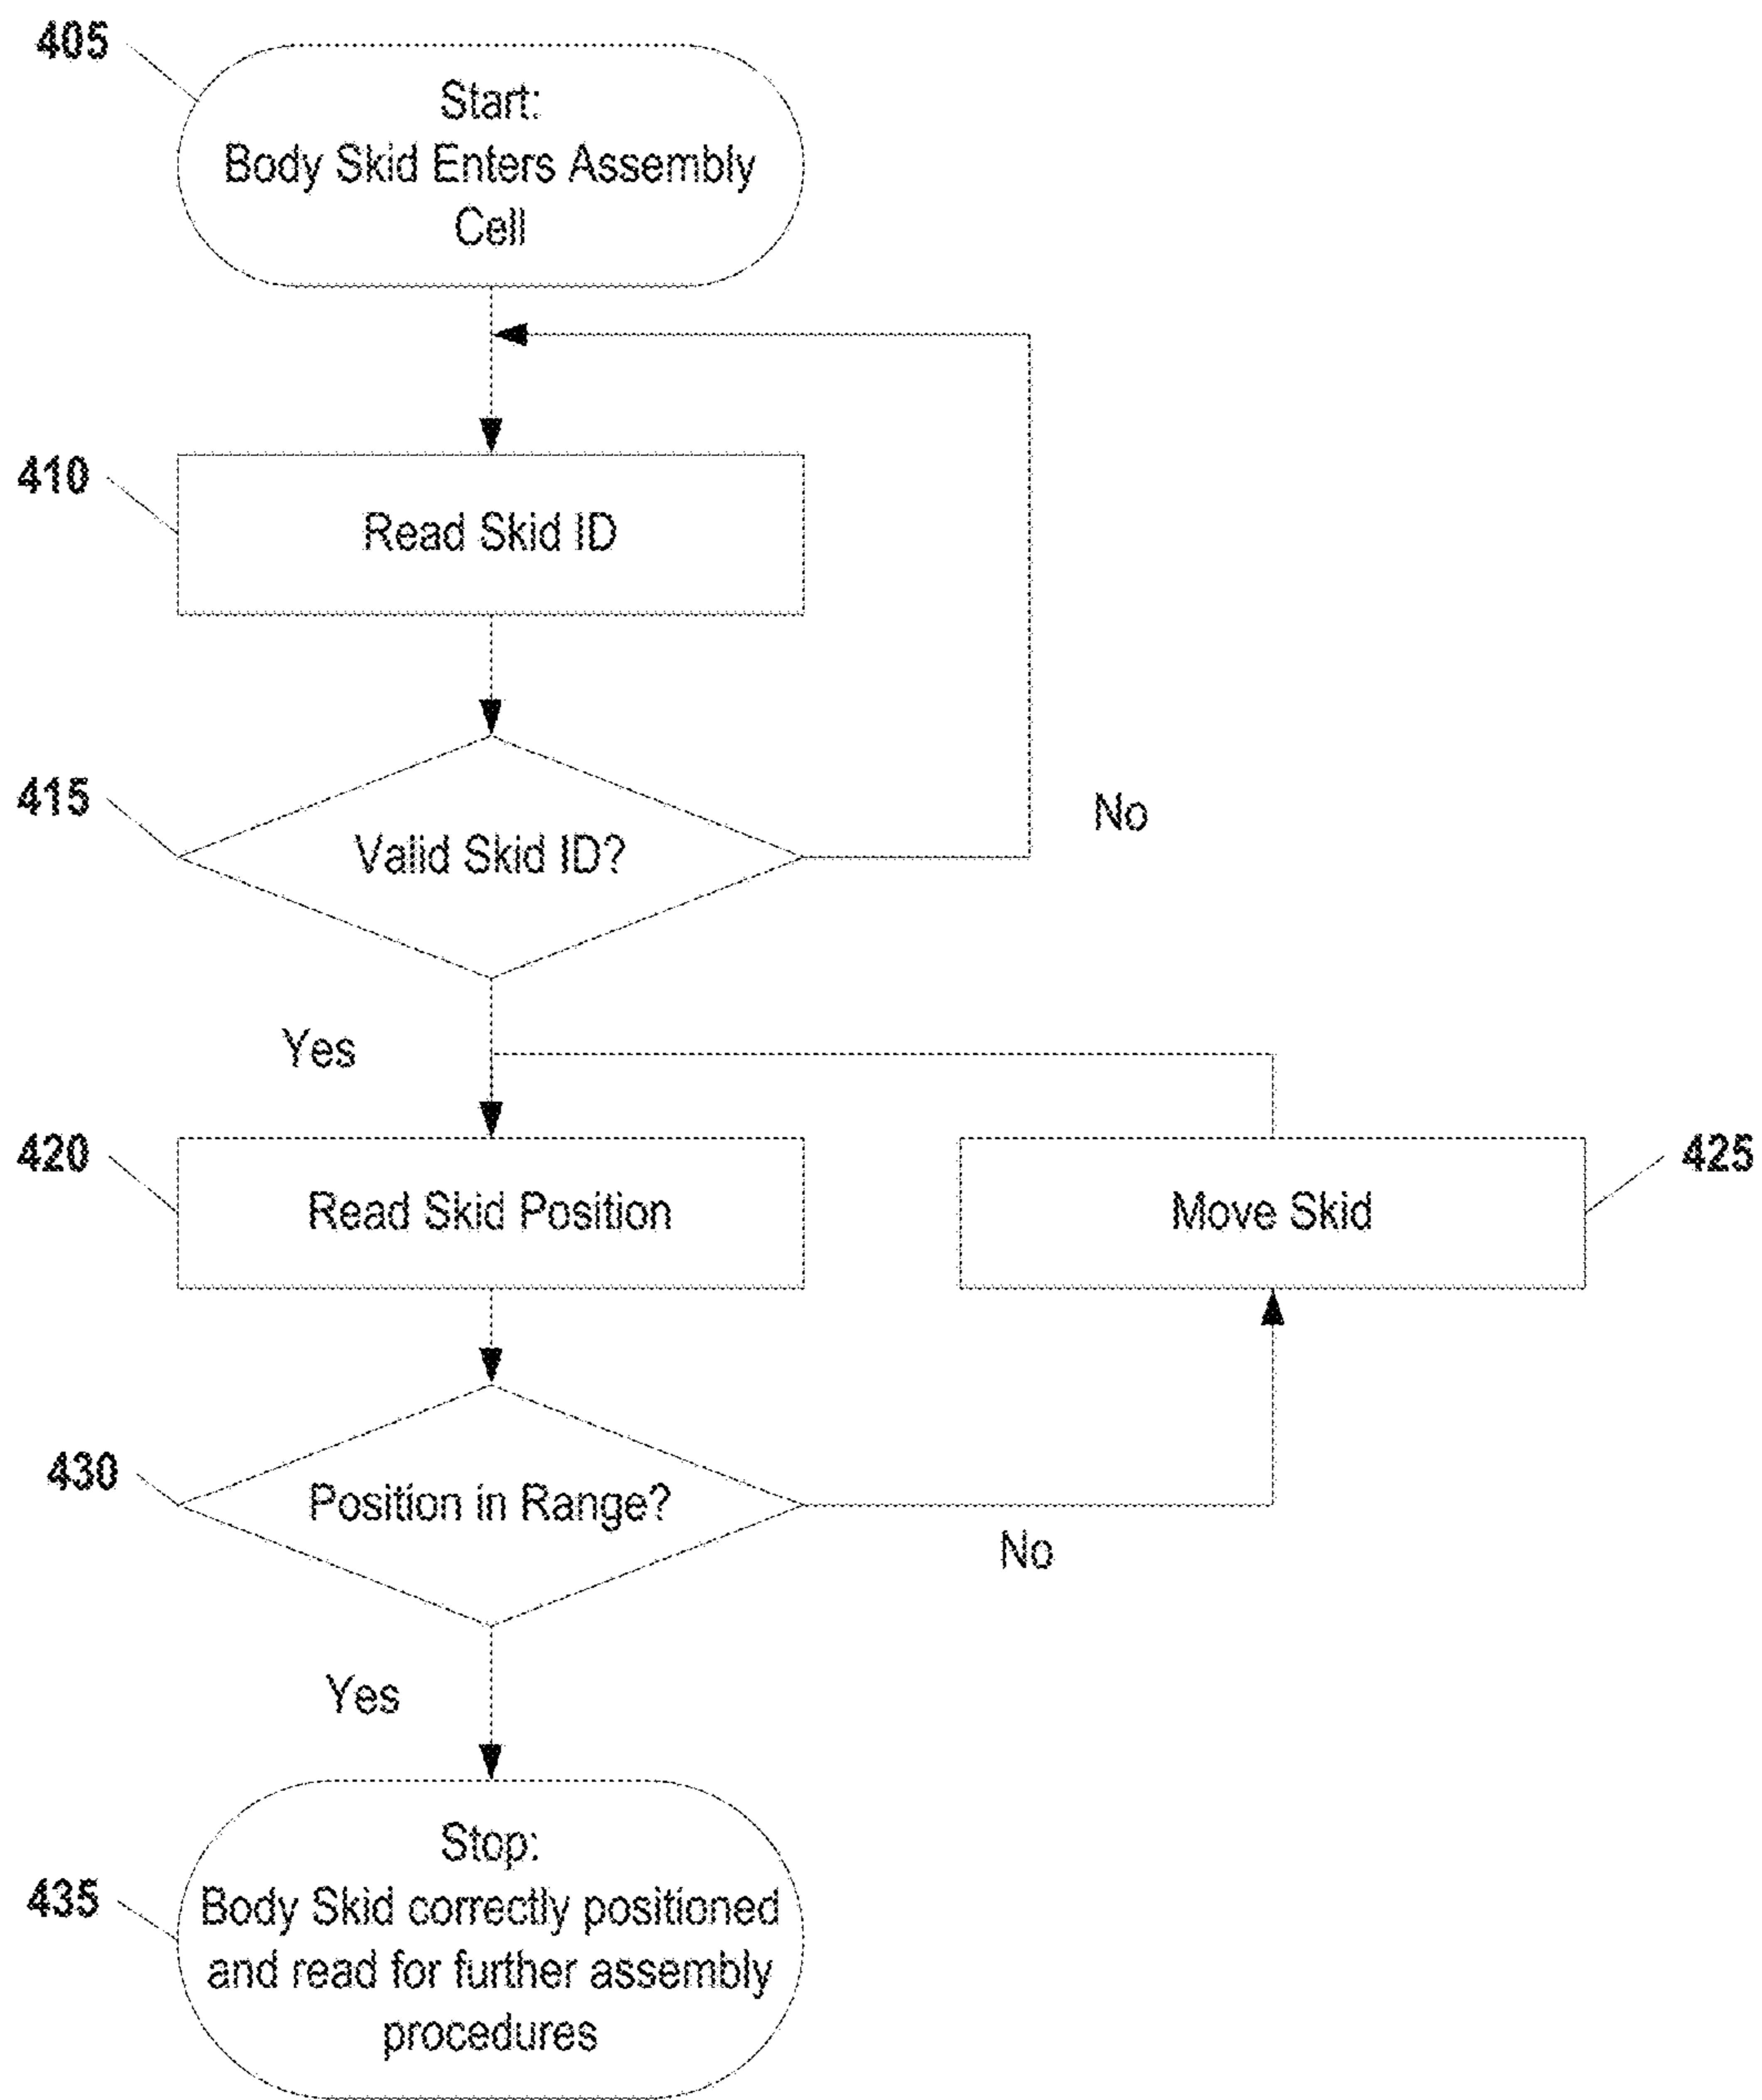 405
Start:
Body Skid Enters Assembly
Cell
410
Read Skid ID
415
Valid Skid ID?
No
Yes
420
Read Skid Position
Move Skid
425
430
Position in Range?
No
Yes
435
Stop:
Body Skid correctly positioned
and read for further assembly
procedures